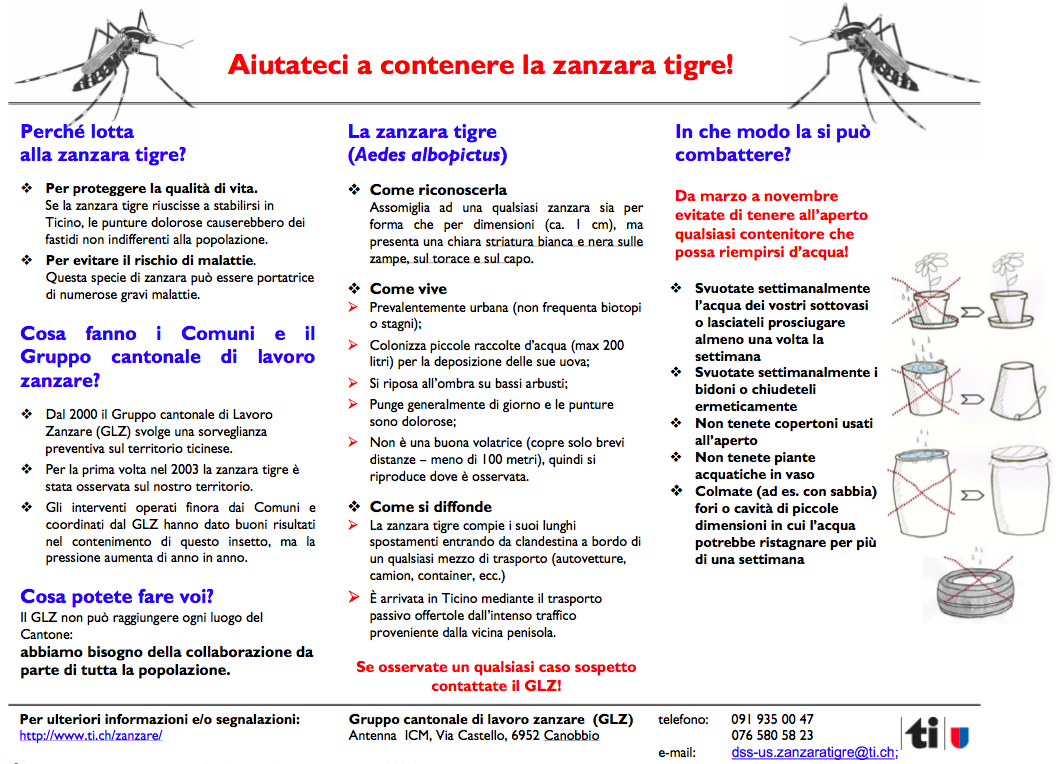 Aiutateci a contenere la zanzara tigre!
Perché lotta
alla zanzara tigre?
❖ Per proteggere la qualità di vita.
Se la zanzara tigre riuscisse a stabilirsi in
Ticino, le punture dolorose causerebbero dei
fastidi non indifferenti alla popolazione.
❖ Per evitare il rischio di malattie.
Questa specie di zanzara può essere portatrice
di numerose gravi malattie.
Cosa fanno i Comuni e il
Gruppo cantonale di lavoro
zanzare?
❖ Dal 2000 il Gruppo cantonale di Lavoro
Zanzare (GLZ) svolge una sorveglianza
preventiva sul territorio ticinese.
❖ Per la prima volta nel 2003 la zanzara tigre è
stata osservata sul nostro territorio.
❖ Gli interventi operati finora dai Comuni e
coordinati dal GLZ hanno dato buoni risultati
nel contenimento di questo insetto, ma la
pressione aumenta di anno in anno.
Cosa potete fare voi?
Il GLZ non può raggiungere ogni luogo del
Cantone:
abbiamo bisogno della collaborazione da
parte di tutta la popolazione.
La zanzara tigre
(Aedes albopictus)
❖ Come riconoscerla
Assomiglia ad una qualsiasi zanzara sia per
forma che per dimensioni (ca. 1 cm), ma
presenta una chiara striatura bianca e nera sulle
zampe, sul torace e sul capo.
❖ Come vive
➢ Prevalentemente urbana (non frequenta biotopi
o stagni);
➢ Colonizza piccole raccolte d'acqua (max 200
litri) per la deposizione delle sue uova;
➢ Si riposa all'ombra su bassi arbusti;
➢ Punge generalmente di giorno e le punture
sono dolorose;
➢ Non è una buona volatrice (copre solo brevi
distanze – meno di 100 metri), quindi si
riproduce dove è osservata.
❖ Come si diffonde
➢ La zanzara tigre compie i suoi lunghi
spostamenti entrando da clandestina a bordo di
un qualsiasi mezzo di trasporto (autovetture,
camion, container, ecc.)
➢ È arrivata in Ticino mediante il trasporto
passivo offertole dall'intenso traffico
proveniente dalla vicina penisola.
Se osservate un qualsiasi caso sospetto
contattate il GLZ!
In che modo la si può
combattere?
Da marzo a novembre
evitate di tenere all'aperto
qualsiasi contenitore che
possa riempirsi d'acqua!
❖ Svuotate settimanalmente
l'acqua dei vostri sottovasi
o lasciateli prosciugare
almeno una volta la
settimana
❖ Svuotate settimanalmente i
bidoni o chiudeteli
ermeticamente
❖ Non tenete copertoni usati
all'aperto
❖ Non tenete piante
acquatiche in vaso
❖ Colmate (ad es. con sabbia)
fori o cavità di piccole
dimensioni in cui l'acqua
potrebbe ristagnare per più
di una settimana
Per ulteriori informazioni e/o segnalazioni:
http://www.ti.ch/zanzare/
Gruppo cantonale di lavoro zanzare (GLZ)
Antenna ICM, Via Castello, 6952 Canobbio
telefono: 091 935 00 47
076 580 58 23
e-mail: dss-us.zanzaratigre@ti.ch;
ti